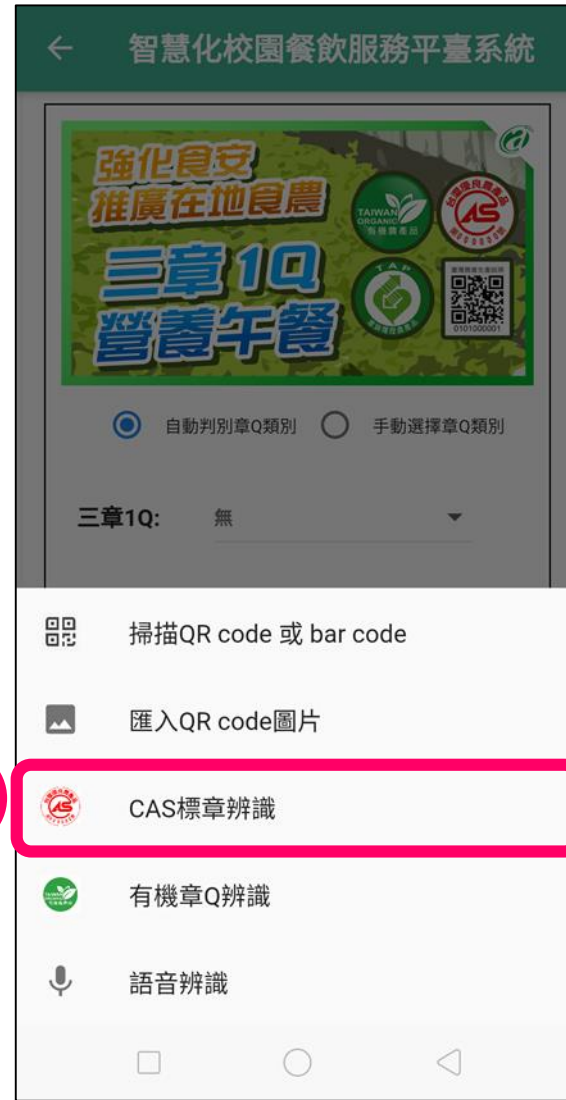 智慧化校園餐飲服務平臺系統
強化食安
推廣在地食農
三章1Q
營養午餐
TAIWAN
ORGANIC
有機農產品
台灣優良農產品
TAP
0101000001
自動判別章Q類別
手動選擇章Q類別
三章1Q:
無
掃描QR code 或 bar code
匯入QR code圖片
CAS標章辨識
有機章Q辨識
語音辨識